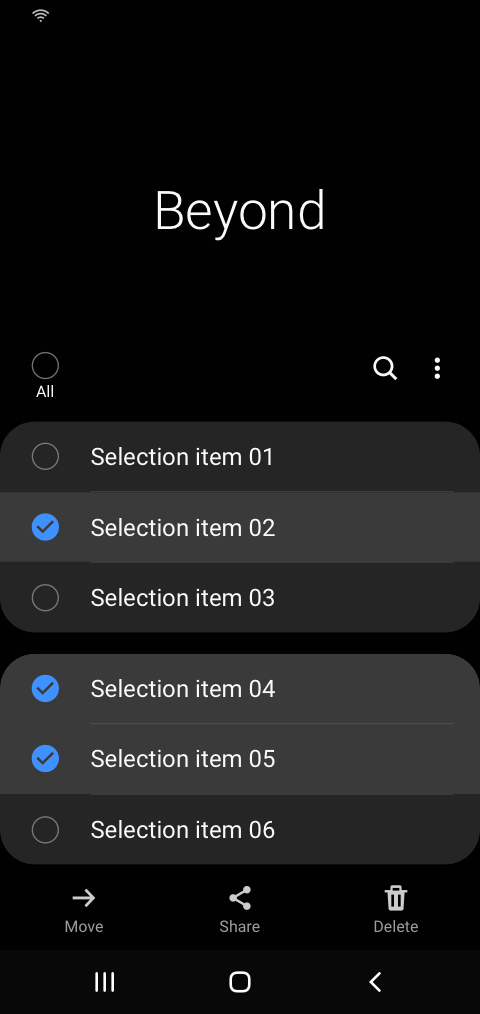 Beyond
All
Selection item 01
Selection item 02
Selection item 03
Selection item 04
Selection item 05
Selection item 06
Move
Share
Delete